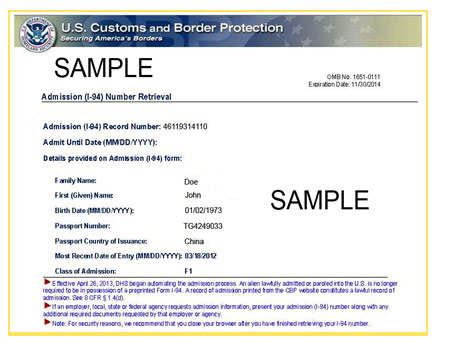 U.S. Customs and Border Protection
Securing America's Borders
SAMPLE
OMB No. 1651-0111
Expiration Date: 11/30/2014
Admission (I-94) Number Retrieval
Admission (I-94) Record Number: 46119314110
Admit Until Date (MM/DD/YYYY):
Details provided on Admission (I-94) form:
Family Name: Doe
First (Given) Name: John
SAMPLE
Birth Date (MM/DD/YYYY): 01/02/1973
Passport Number: TG4249033
Passport Country of Issuance: China
Most Recent Date of Entry (MM/DD/YYYY): 03/18/2012
Class of Admission: F1
Effective April 26, 2013, DHS began automating the admission process. An alien lawfully admitted or paroled into the U.S. is no longer
required to be in possession of a preprinted Form I-94. A record of admission printed from the CBP website constitutes a lawful record of
admission. See 8 CFR § 1.4(d).
If an employer, local, state or federal agency requests admission information, present your admission (I-94) number along with any
additional required documents requested by that employer or agency.
Note: For security reasons, we recommend that you close your browser after you have finished retrieving your I-94 number.